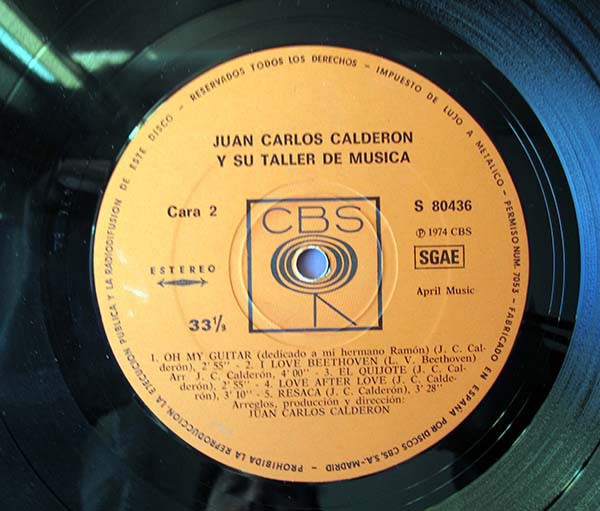 RESERVADOS TODOS LOS DERECHOS - IMPUESTO DE LUJO A METALICO - PERMISO NUM. 7053 - FABRICADO EN ESPAÑA POR DISCOS CBS, S.A. - MADRID - PROHIBIDA LA REPRODUCCION, LA EJECUCION PUBLICA Y LA RADIODIFUSION DE ESTE DISCO -
JUAN CARLOS CALDERON
Y SU TALLER DE MUSICA
Cara 2
CBS
S 80436
Ⓟ 1974 CBS
SGAE
ESTEREO
April Music
33⅓
1. OH MY GUITAR (dedicado a mi hermano Ramón) (J. C. Cal-
derón), 2' 55'' - 2. I LOVE BEETHOVEN (L. V. Beethoven)
Arr J. C. Calderón, 4' 00'' - 3. EL QUIJOTE (J. C. Cal-
derón), 2' 55'' - 4. LOVE AFTER LOVE (J. C. Calde-
rón), 3' 10'' - 5. RESACA (J. C. Calderón), 3' 28''
Arreglos, producción y dirección:
JUAN CARLOS CALDERON